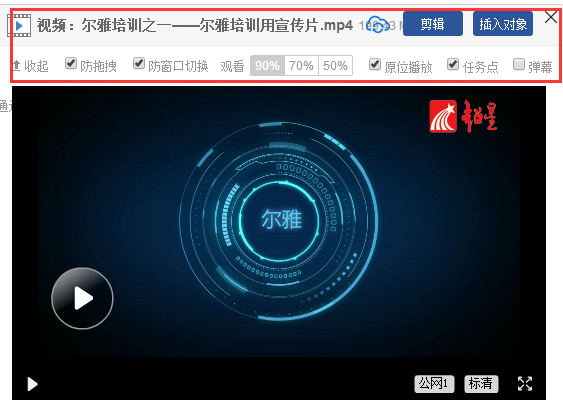 视频：尔雅培训之一——尔雅培训用宣传片.mp4
剪辑
插入对象
收起 防拖拽 防窗口切换 观看 90% 70% 50% 原位播放 任务点 弹幕
尔雅
公网1 标清